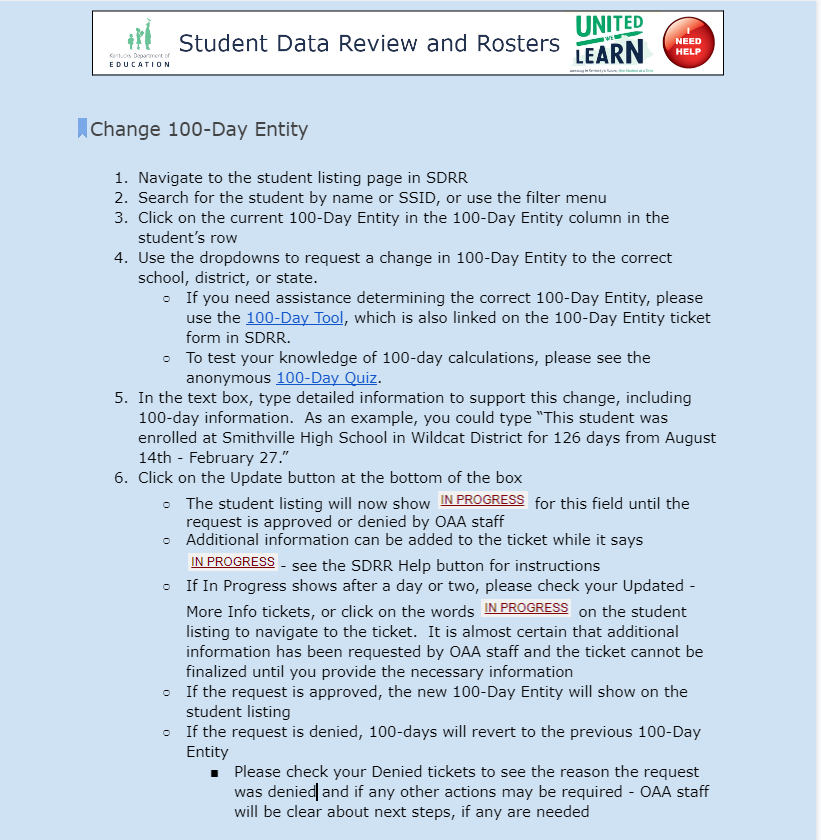 Kentucky Department of
EDUCATION
Student Data Review and Rosters
UNITED
WE
LEARN
I
NEED
HELP
Change 100-Day Entity
1. Navigate to the student listing page in SDRR
2. Search for the student by name or SSID, or use the filter menu
3. Click on the current 100-Day Entity in the 100-Day Entity column in the
student’s row
4. Use the dropdowns to request a change in 100-Day Entity to the correct
school, district, or state.
○ If you need assistance determining the correct 100-Day Entity, please
use the 100-Day Tool, which is also linked on the 100-Day Entity ticket
form in SDRR.
○ To test your knowledge of 100-day calculations, please see the
anonymous 100-Day Quiz.
5. In the text box, type detailed information to support this change, including
100-day information.  As an example, you could type “This student was
enrolled at Smithville High School in Wildcat District for 126 days from August
14th - February 27.”
6. Click on the Update button at the bottom of the box
○ The student listing will now show IN PROGRESS for this field until the
request is approved or denied by OAA staff
○ Additional information can be added to the ticket while it says
IN PROGRESS - see the SDRR Help button for instructions
○ If In Progress shows after a day or two, please check your Updated -
More Info tickets, or click on the words IN PROGRESS on the student
listing to navigate to the ticket.  It is almost certain that additional
information has been requested by OAA staff and the ticket cannot be
finalized until you provide the necessary information
○ If the request is approved, the new 100-Day Entity will show on the
student listing
○ If the request is denied, 100-days will revert to the previous 100-Day
Entity
■ Please check your Denied tickets to see the reason the request
was denied and if any other actions may be required - OAA staff
will be clear about next steps, if any are needed